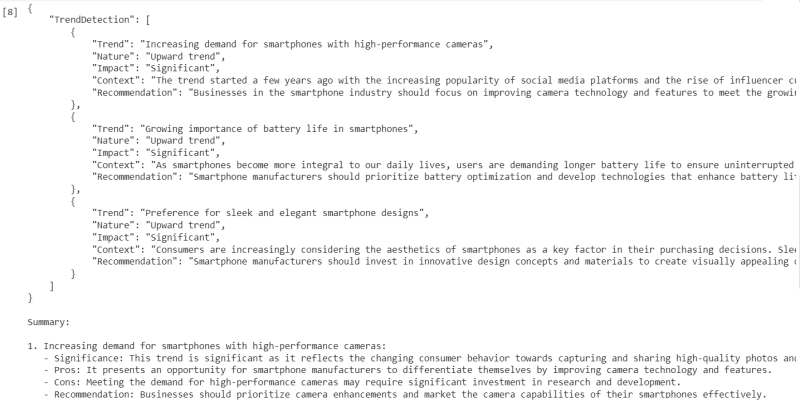 [8] {
"TrendDetection": [
{
"Trend": "Increasing demand for smartphones with high-performance cameras",
"Nature": "Upward trend",
"Impact": "Significant",
"Context": "The trend started a few years ago with the increasing popularity of social media platforms and the rise of influencer
"Recommendation": "Businesses in the smartphone industry should focus on improving camera technology and features to meet the
},
{
"Trend": "Growing importance of battery life in smartphones",
"Nature": "Upward trend",
"Impact": "Significant",
"Context": "As smartphones become more integral to our daily lives, users are demanding longer battery life to ensure uninterrupted
"Recommendation": "Smartphone manufacturers should prioritize battery optimization and develop technologies that enhance battery
},
{
"Trend": "Preference for sleek and elegant smartphone designs",
"Nature": "Upward trend",
"Impact": "Significant",
"Context": "Consumers are increasingly considering the aesthetics of smartphones as a key factor in their purchasing decisions.
"Recommendation": "Smartphone manufacturers should invest in innovative design concepts and materials to create visually appealing
}
]
}
Summary:
1. Increasing demand for smartphones with high-performance cameras:
- Significance: This trend is significant as it reflects the changing consumer behavior towards capturing and sharing high-quality photos
- Pros: It presents an opportunity for smartphone manufacturers to differentiate themselves by improving camera technology and features.
- Cons: Meeting the demand for high-performance cameras may require significant investment in research and development.
- Recommendation: Businesses should prioritize camera enhancements and market the camera capabilities of their smartphones effectively.